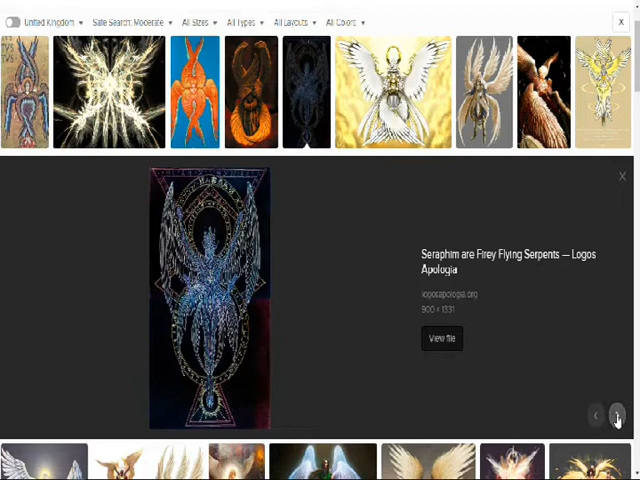 United Kingdom ▾ Safe Search: Moderate ▾ All Sizes ▾ All Types ▾ All Layouts ▾ All Colors ▾ X
X
Seraphim are Firey Flying Serpents — Logos
Apologia
logosapologia.org
900 × 1331
View file